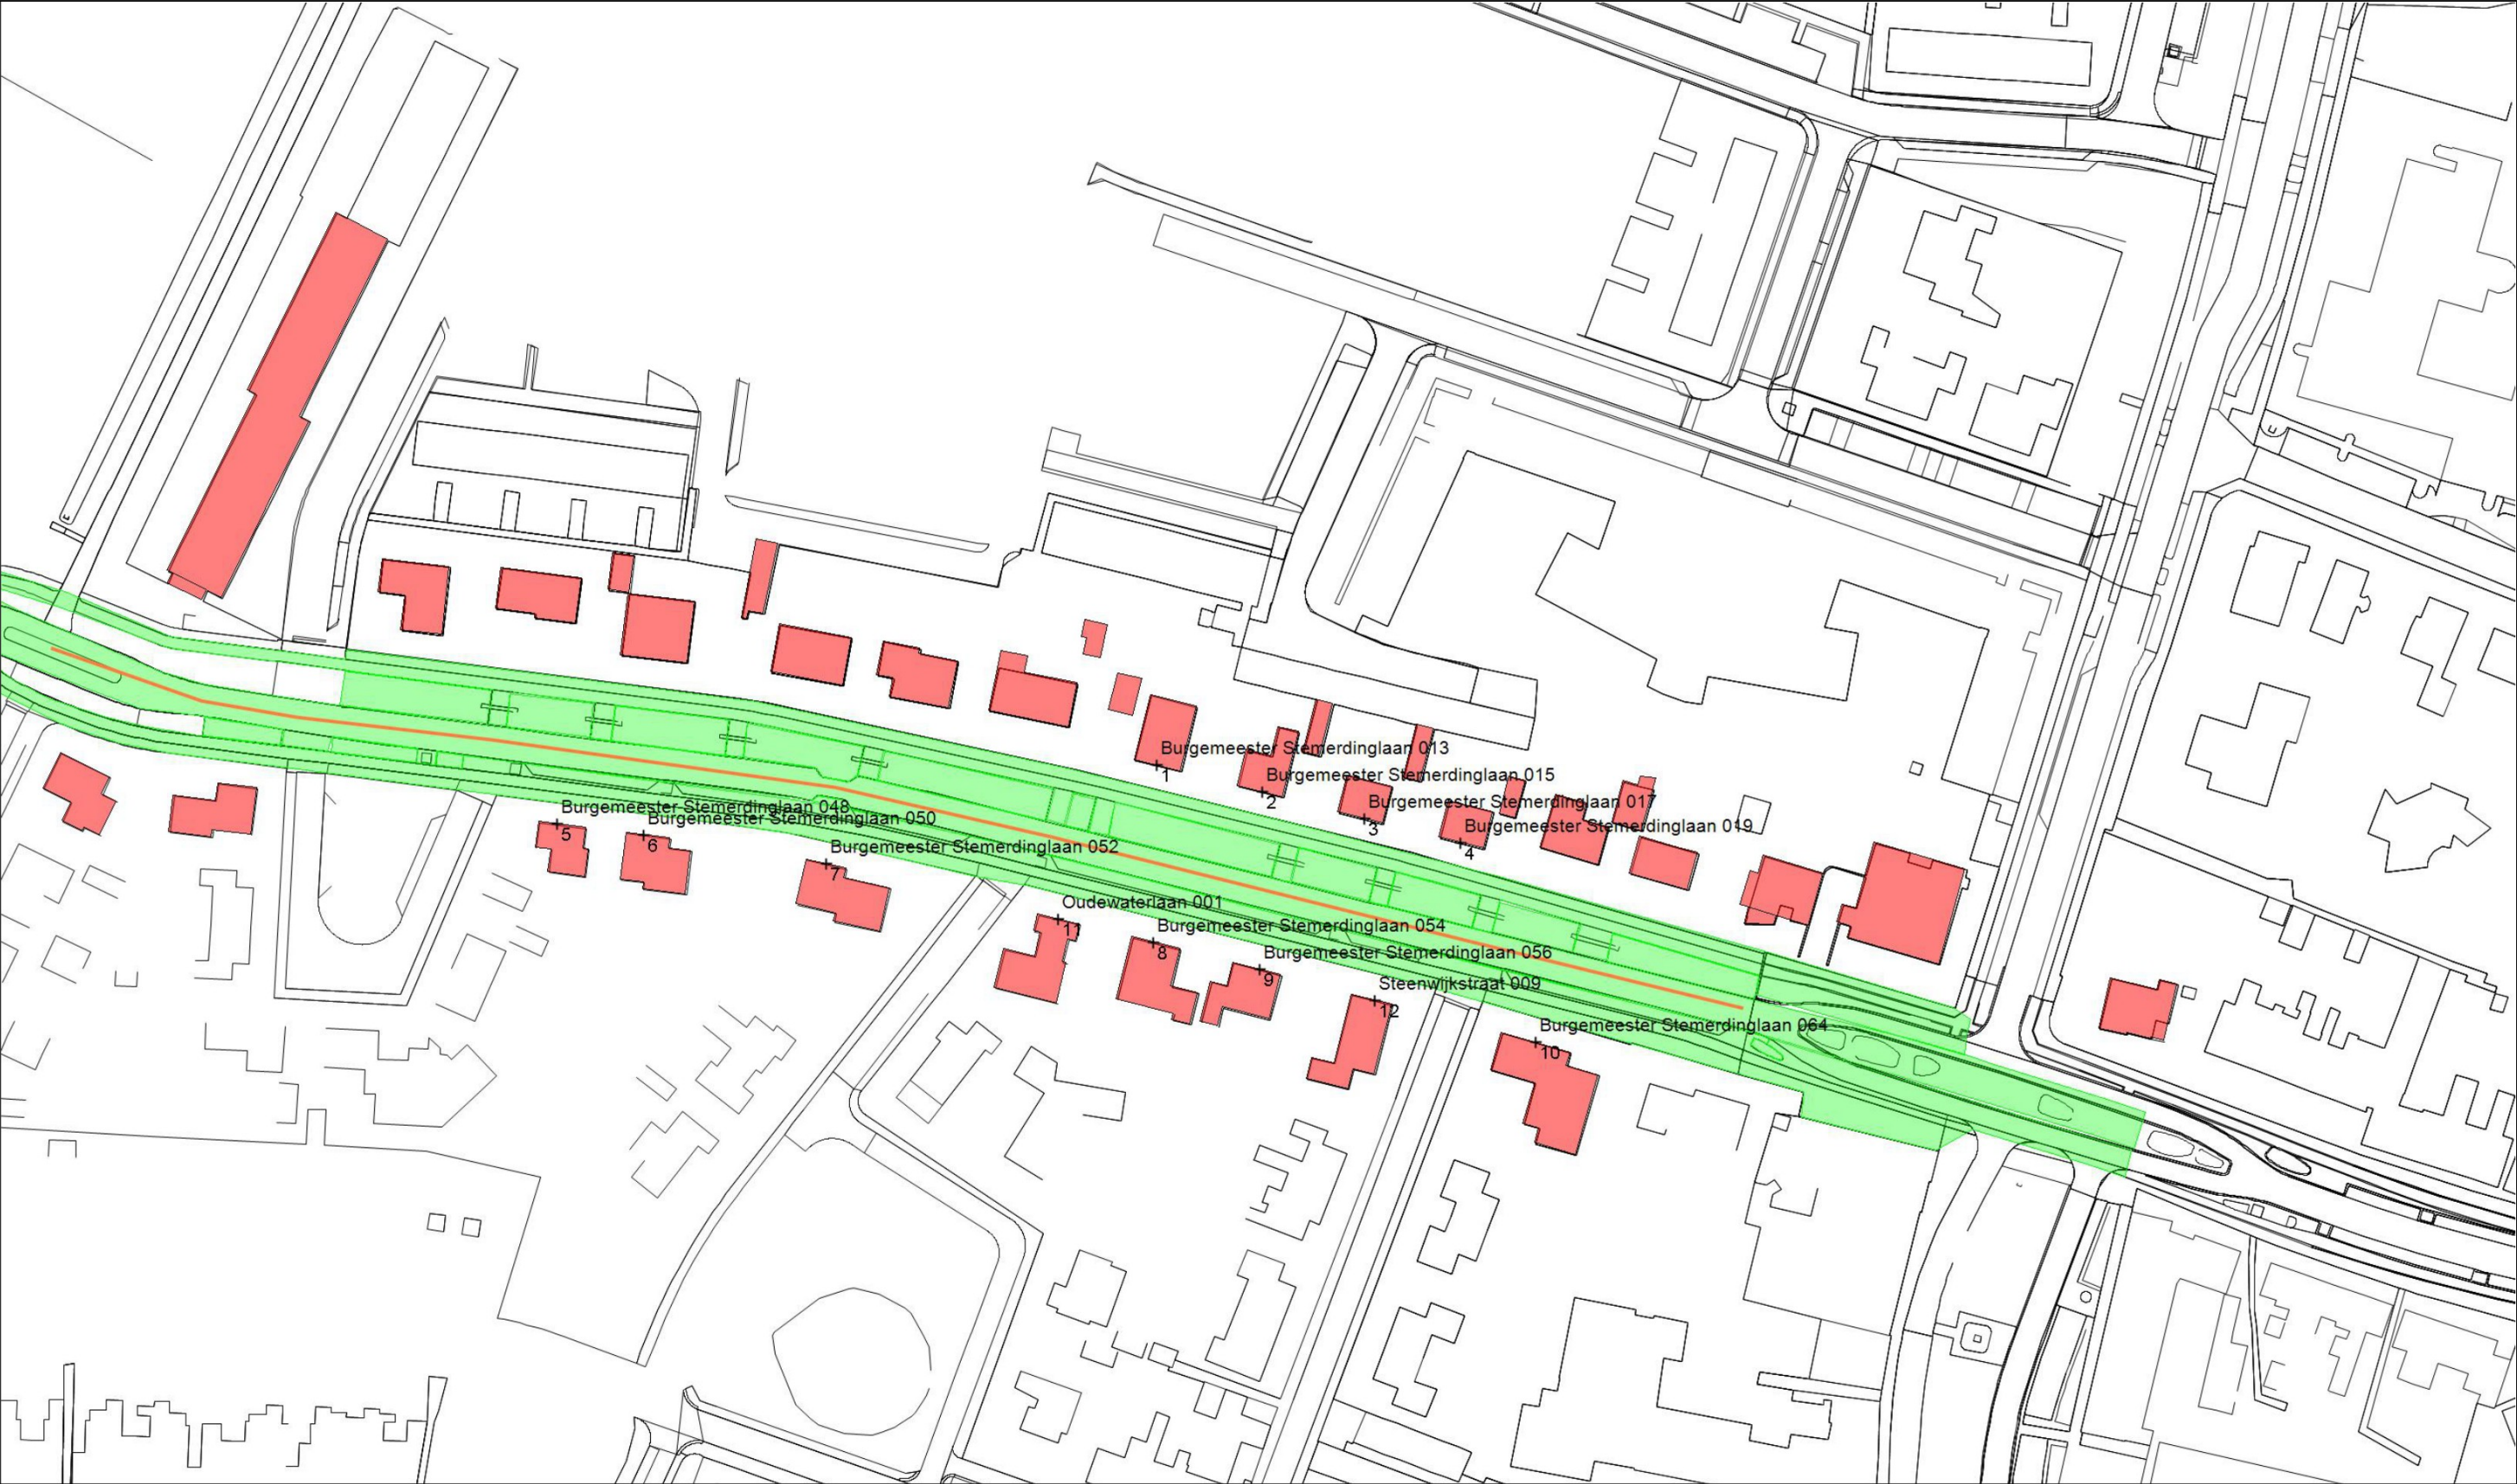 Burgemeester Stemerdinglaan 013
1
Burgemeester Stemerdinglaan 015
2
Burgemeester Stemerdinglaan 017
3
Burgemeester Stemerdinglaan 019
4
Burgemeester Stemerdinglaan 048
5
Burgemeester Stemerdinglaan 050
6
Burgemeester Stemerdinglaan 052
7
Oudewaterlaan 001
11
Burgemeester Stemerdinglaan 054
8
Burgemeester Stemerdinglaan 056
9
Steenwijkstraat 009
12
Burgemeester Stemerdinglaan 064
10